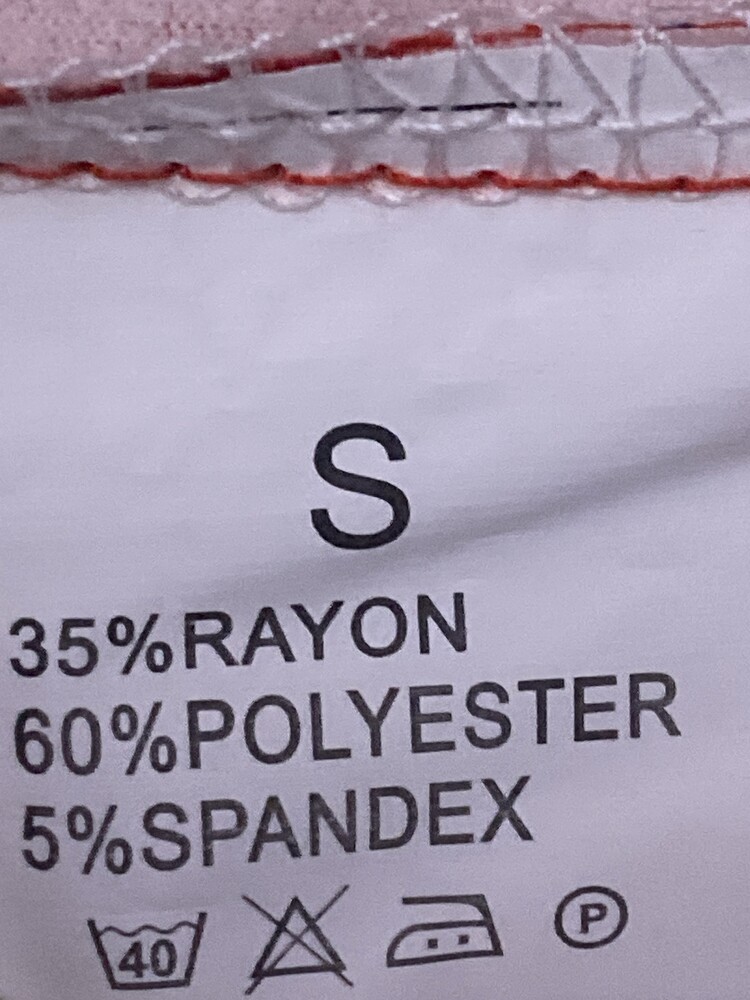 S
35%RAYON
60%POLYESTER
5%SPANDEX
40 P